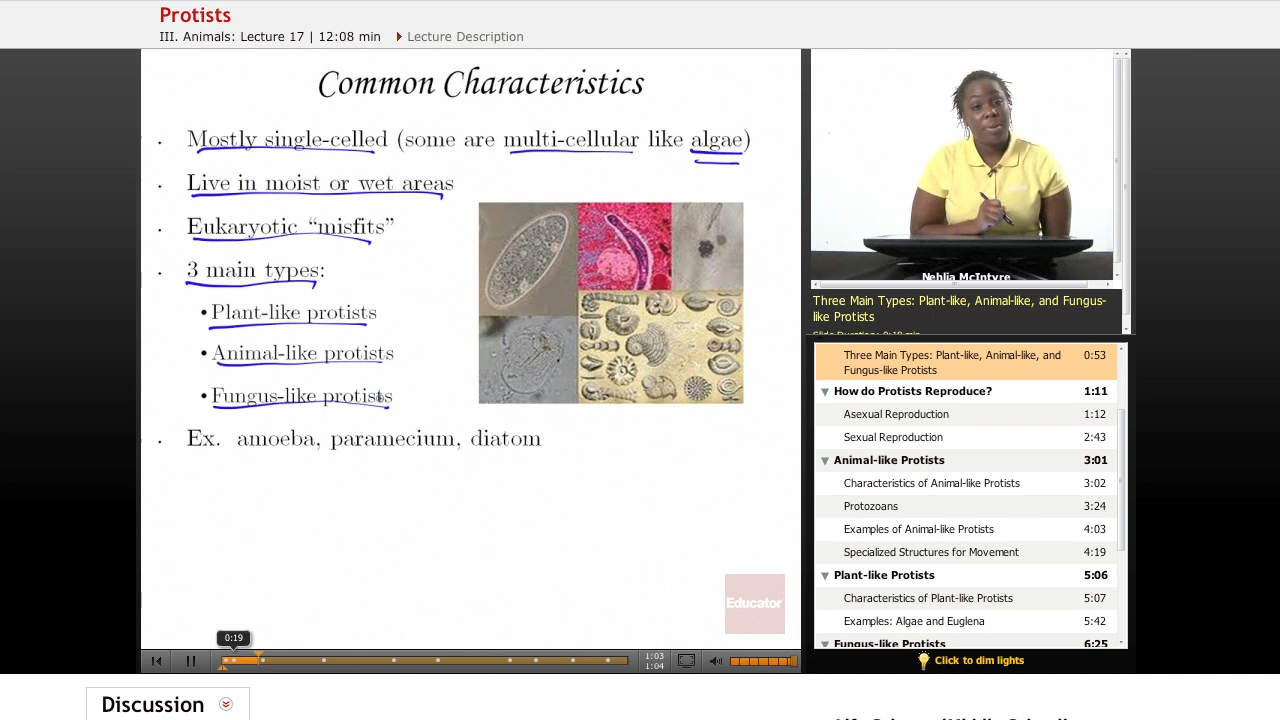 Protists
III. Animals: Lecture 17 | 12:08 min Lecture Description
Common Characteristics
Mostly single-celled (some are multi-cellular like algae)
Live in moist or wet areas
Eukaryotic “misfits”
3 main types:
• Plant-like protists
• Animal-like protists
• Fungus-like protists
Ex. amoeba, paramecium, diatom
Educator
0:19
1:03
1:04
Nehlia McIntyre
Three Main Types: Plant-like, Animal-like, and Fungus-
like Protists
Three Main Types: Plant-like, Animal-like, and 0:53
Fungus-like Protists
How do Protists Reproduce? 1:11
Asexual Reproduction 1:12
Sexual Reproduction 2:43
Animal-like Protists 3:01
Characteristics of Animal-like Protists 3:02
Protozoans 3:24
Examples of Animal-like Protists 4:03
Specialized Structures for Movement 4:19
Plant-like Protists 5:06
Characteristics of Plant-like Protists 5:07
Examples: Algae and Euglena 5:42
Fungus-like Protists 6:25
Click to dim lights
Discussion